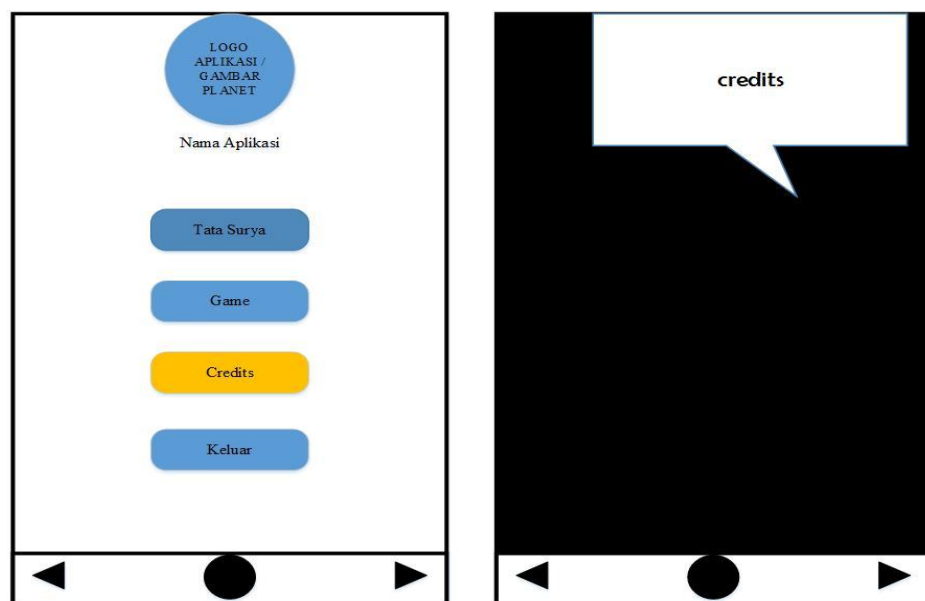 LOGO
APLIKASI /
GAMBAR
PLANET
Nama Aplikasi
Tata Surya
Game
Credits
Keluar
credits